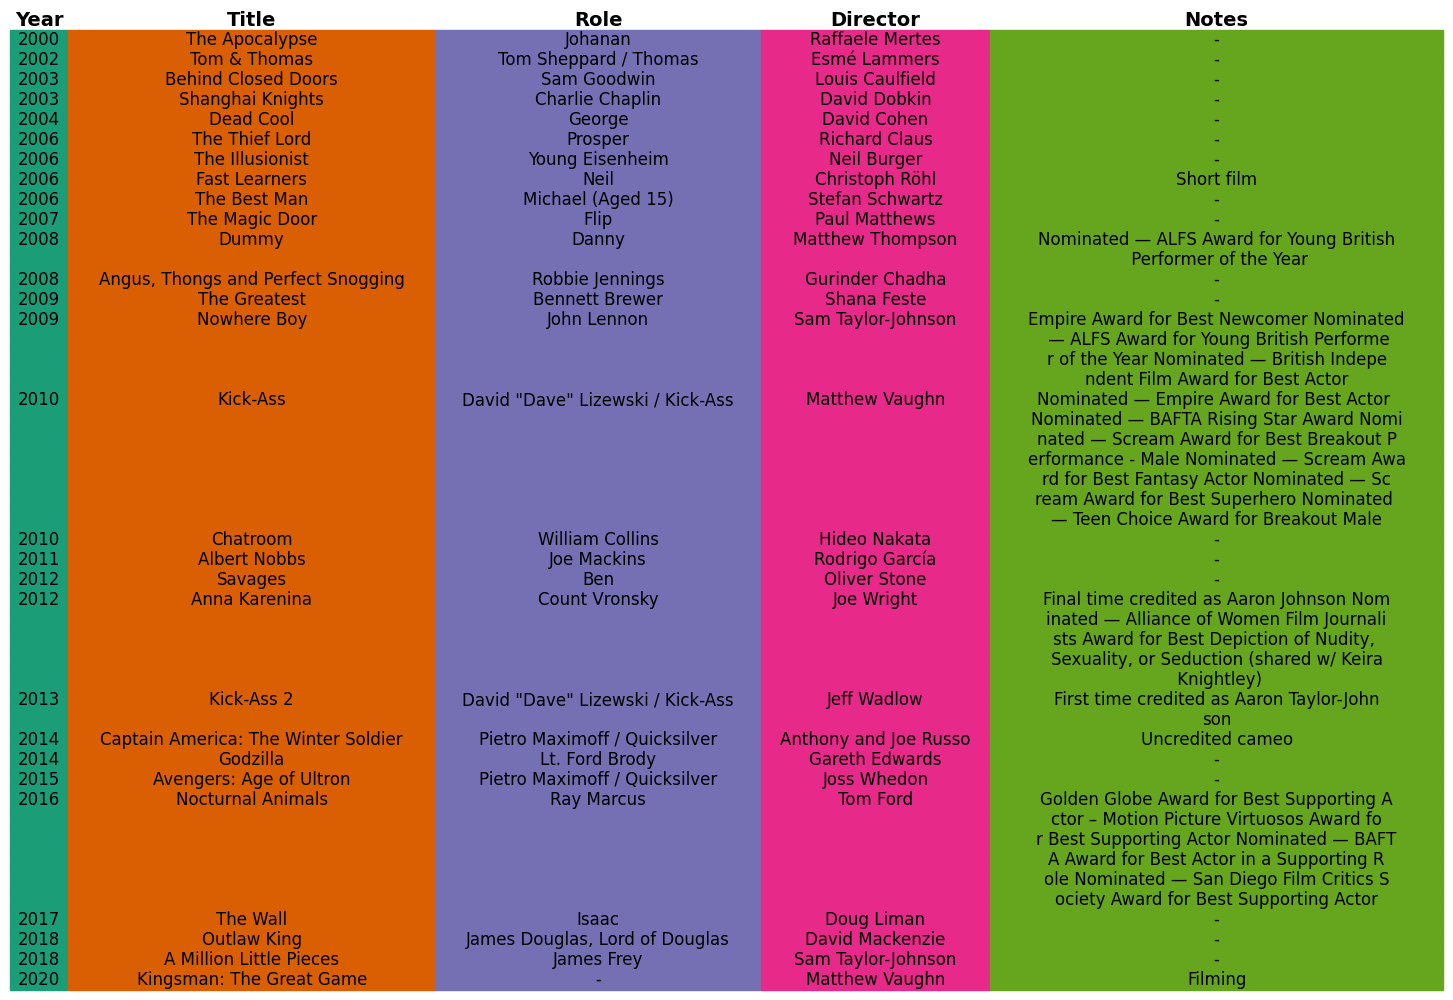 Year Title Role Director Notes
2000 The Apocalypse Johanan Raffaele Mertes -
2002 Tom & Thomas Tom Sheppard / Thomas Esmé Lammers -
2003 Behind Closed Doors Sam Goodwin Louis Caulfield -
2003 Shanghai Knights Charlie Chaplin David Dobkin -
2004 Dead Cool George David Cohen -
2006 The Thief Lord Prosper Richard Claus -
2006 The Illusionist Young Eisenheim Neil Burger -
2006 Fast Learners Neil Christoph Röhl Short film
2006 The Best Man Michael (Aged 15) Stefan Schwartz -
2007 The Magic Door Flip Paul Matthews -
2008 Dummy Danny Matthew Thompson Nominated — ALFS Award for Young British
Performer of the Year
2008 Angus, Thongs and Perfect Snogging Robbie Jennings Gurinder Chadha -
2009 The Greatest Bennett Brewer Shana Feste -
2009 Nowhere Boy John Lennon Sam Taylor-Johnson Empire Award for Best Newcomer Nominated
— ALFS Award for Young British Performe
r of the Year Nominated — British Indepe
ndent Film Award for Best Actor
2010 Kick-Ass David "Dave" Lizewski / Kick-Ass Matthew Vaughn Nominated — Empire Award for Best Actor
Nominated — BAFTA Rising Star Award Nomi
nated — Scream Award for Best Breakout P
erformance - Male Nominated — Scream Awa
rd for Best Fantasy Actor Nominated — Sc
ream Award for Best Superhero Nominated
— Teen Choice Award for Breakout Male
2010 Chatroom William Collins Hideo Nakata -
2011 Albert Nobbs Joe Mackins Rodrigo García -
2012 Savages Ben Oliver Stone -
2012 Anna Karenina Count Vronsky Joe Wright Final time credited as Aaron Johnson Nom
inated — Alliance of Women Film Journali
sts Award for Best Depiction of Nudity,
Sexuality, or Seduction (shared w/ Keira
Knightley)
2013 Kick-Ass 2 David "Dave" Lizewski / Kick-Ass Jeff Wadlow First time credited as Aaron Taylor-John
son
2014 Captain America: The Winter Soldier Pietro Maximoff / Quicksilver Anthony and Joe Russo Uncredited cameo
2014 Godzilla Lt. Ford Brody Gareth Edwards -
2015 Avengers: Age of Ultron Pietro Maximoff / Quicksilver Joss Whedon -
2016 Nocturnal Animals Ray Marcus Tom Ford Golden Globe Award for Best Supporting A
ctor – Motion Picture Virtuosos Award fo
r Best Supporting Actor Nominated — BAFT
A Award for Best Actor in a Supporting R
ole Nominated — San Diego Film Critics S
ociety Award for Best Supporting Actor
2017 The Wall Isaac Doug Liman -
2018 Outlaw King James Douglas, Lord of Douglas David Mackenzie -
2018 A Million Little Pieces James Frey Sam Taylor-Johnson -
2020 Kingsman: The Great Game - Matthew Vaughn Filming